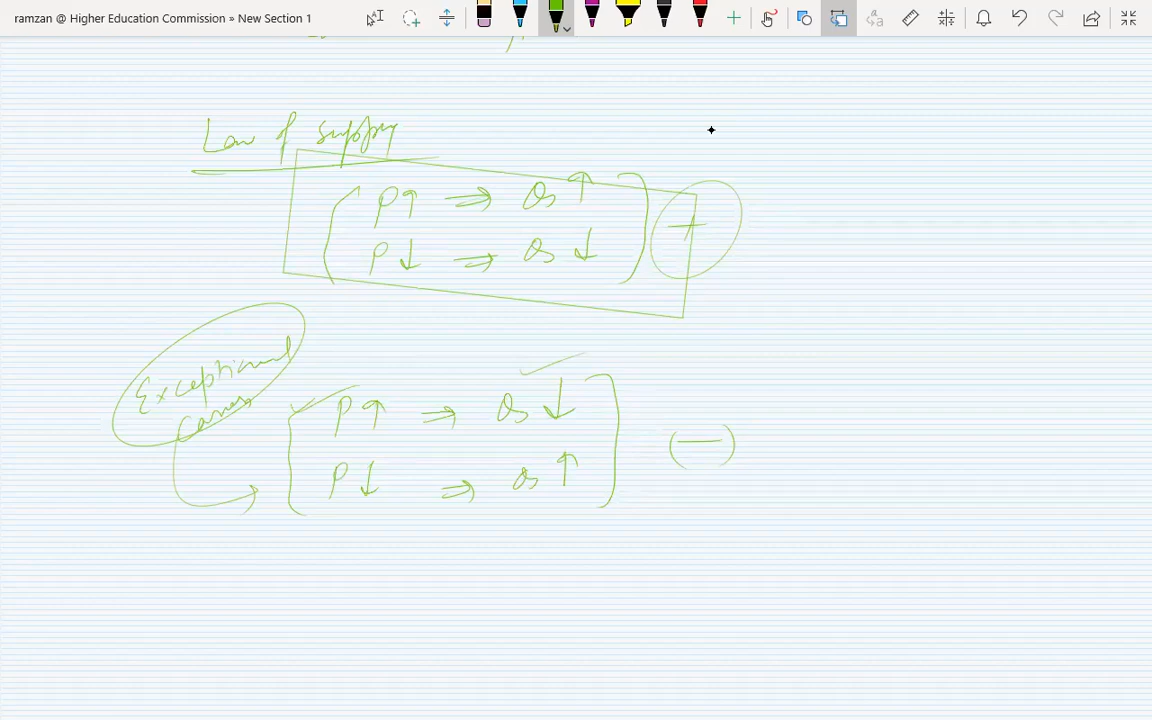 ramzan @ Higher Education Commission » New Section 1
Law of supply
P↑ ⇒ Qs ↑
P↓ ⇒ Qs ↓
+
Exceptional
cases
P↑ ⇒ Qs ↓
P↓ ⇒ Qs ↑
(—)